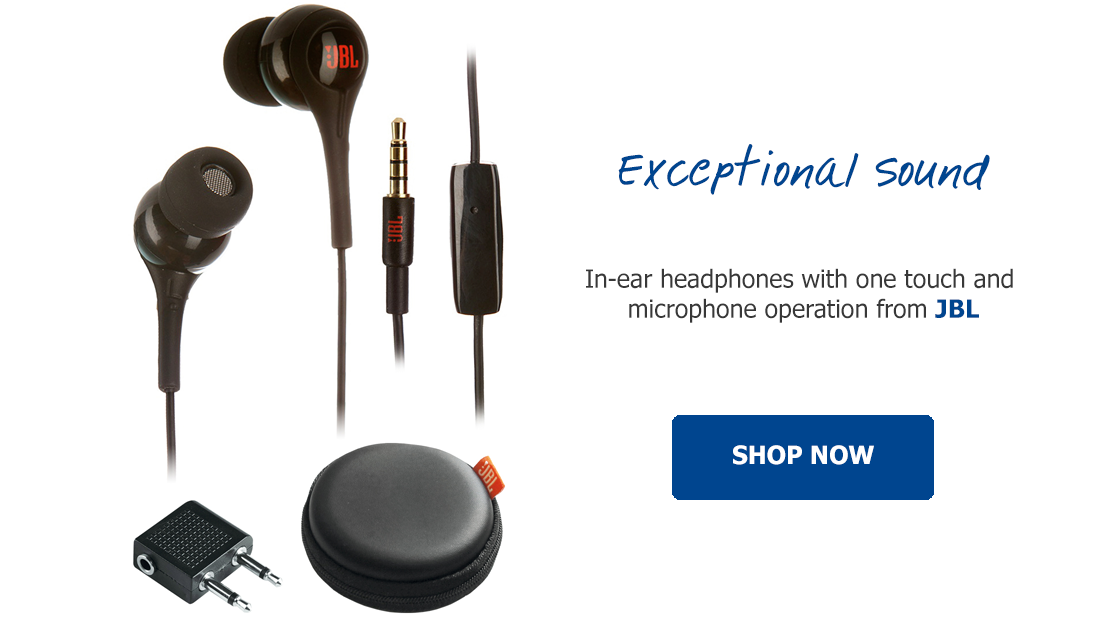 JBL
JBL
Exceptional sound
In-ear headphones with one touch and
microphone operation from JBL
SHOP NOW
JBL